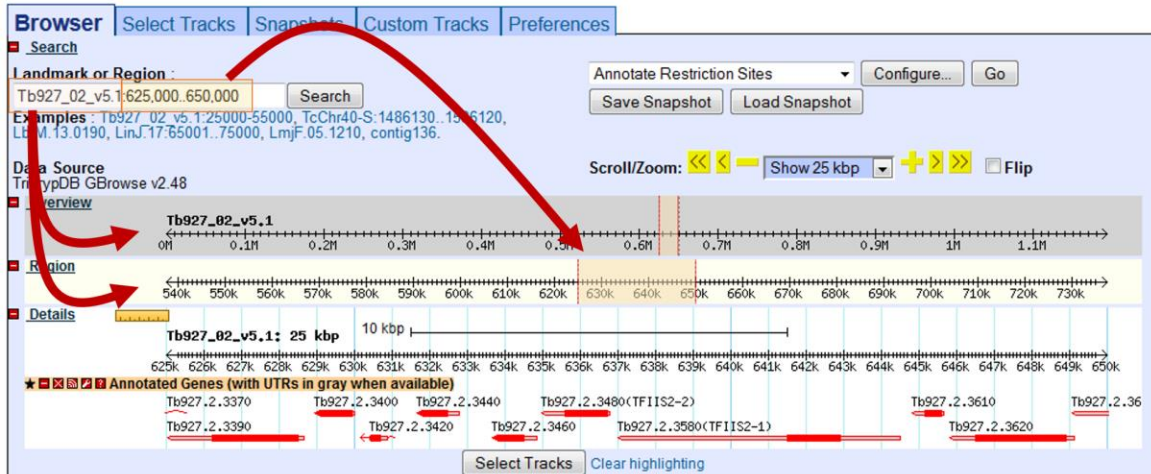 Browser Select Tracks Snapshots Custom Tracks Preferences
Search
Landmark or Region :
Tb927_02_v5.1:625,000..650,000 Search
Annotate Restriction Sites Configure... Go
Save Snapshot Load Snapshot
Examples : Tb927_02_v5.1:25000-55000, TcChr40-S:1486130..
LinJ.17:65001..75000, LmjF.05.1210, contig136.
Data Source
TriTrypDB GBrowse v2.48
Scroll/Zoom: << < Show 25 kbp > >> Flip
Overview
Tb927_02_v5.1
0M 0.1M 0.2M 0.3M 0.4M 0.5M 0.6M 0.7M 0.8M 0.9M 1M 1.1M
Region
540k 550k 560k 570k 580k 590k 600k 610k 620k 630k 640k 650k 660k 670k 680k 690k 700k 710k 720k 730k
Details
10 kbp
Tb927_02_v5.1: 25 kbp
625k 626k 627k 628k 629k 630k 631k 632k 633k 634k 635k 636k 637k 638k 639k 640k 641k 642k 643k 644k 645k 646k 647k 648k 649k 650k
Annotated Genes (with UTRs in gray when available)
Tb927.2.3370 Tb927.2.3400 Tb927.2.3440 Tb927.2.3480(TFIIS2-2) Tb927.2.3610 Tb927.2.36
Tb927.2.3390 Tb927.2.3420 Tb927.2.3460 Tb927.2.3580(TFIIS2-1) Tb927.2.3620
Select Tracks Clear highlighting